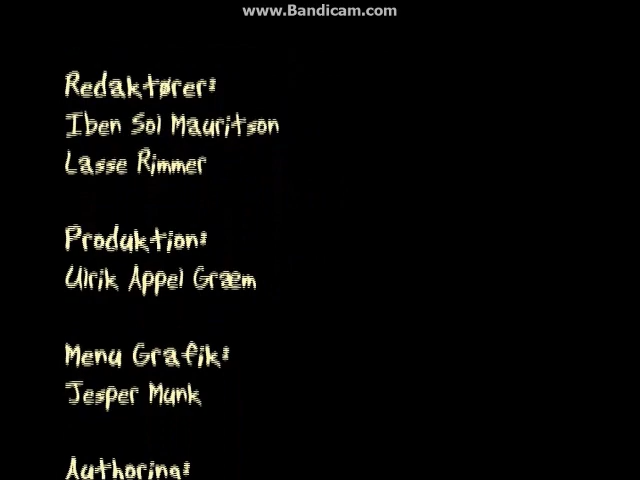 www.Bandicam.com
Redaktører:
Iben Sol Mauritson
Lasse Rimmer
Produktion:
Ulrik Appel Græm
Menu Grafik:
Jesper Munk
Authoring: